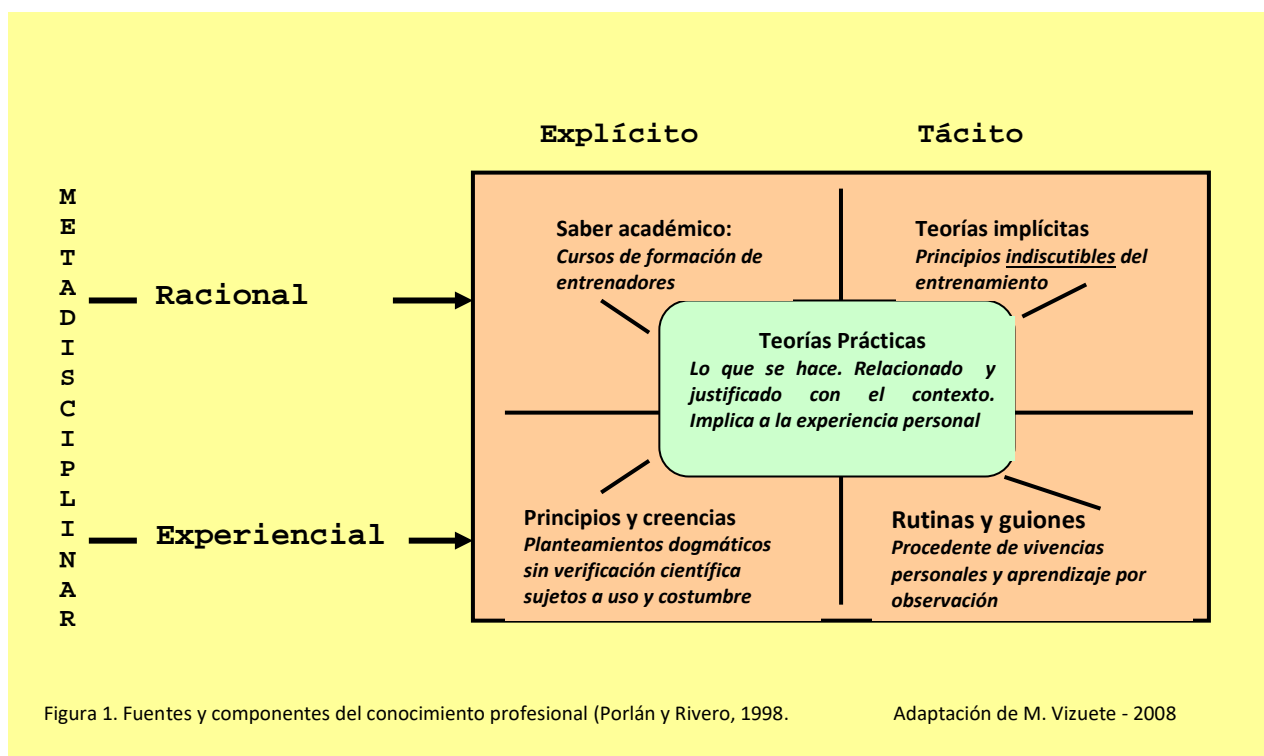 Explícito
Tácito
METADISCIPLINAR
Racional
Saber académico:
Cursos de formación de
entrenadores
Teorías implícitas
Principios indiscutibles del
entrenamiento
Teorías Prácticas
Lo que se hace. Relacionado y
justificado con el contexto.
Implica a la experiencia personal
Experiencial
Principios y creencias
Planteamientos dogmáticos
sin verificación científica
sujetos a uso y costumbre
Rutinas y guiones
Procedente de vivencias
personales y aprendizaje por
observación
Figura 1. Fuentes y componentes del conocimiento profesional (Porlán y Rivero, 1998.
Adaptación de M. Vizuete - 2008